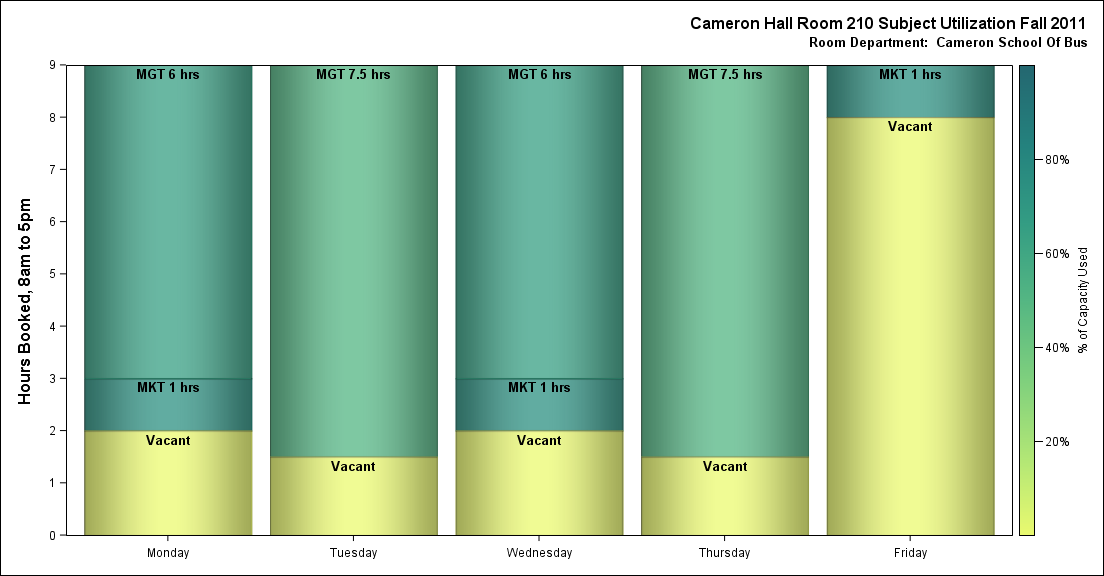 Cameron Hall Room 210 Subject Utilization Fall 2011
Room Department:  Cameron School Of Bus
Hours Booked, 8am to 5pm
9
8
7
6
5
4
3
2
1
0
MGT 6 hrs
MKT 1 hrs
Vacant
MGT 7.5 hrs
Vacant
MGT 6 hrs
MKT 1 hrs
Vacant
MGT 7.5 hrs
Vacant
MKT 1 hrs
Vacant
Monday
Tuesday
Wednesday
Thursday
Friday
80%
60%
40%
20%
% of Capacity Used